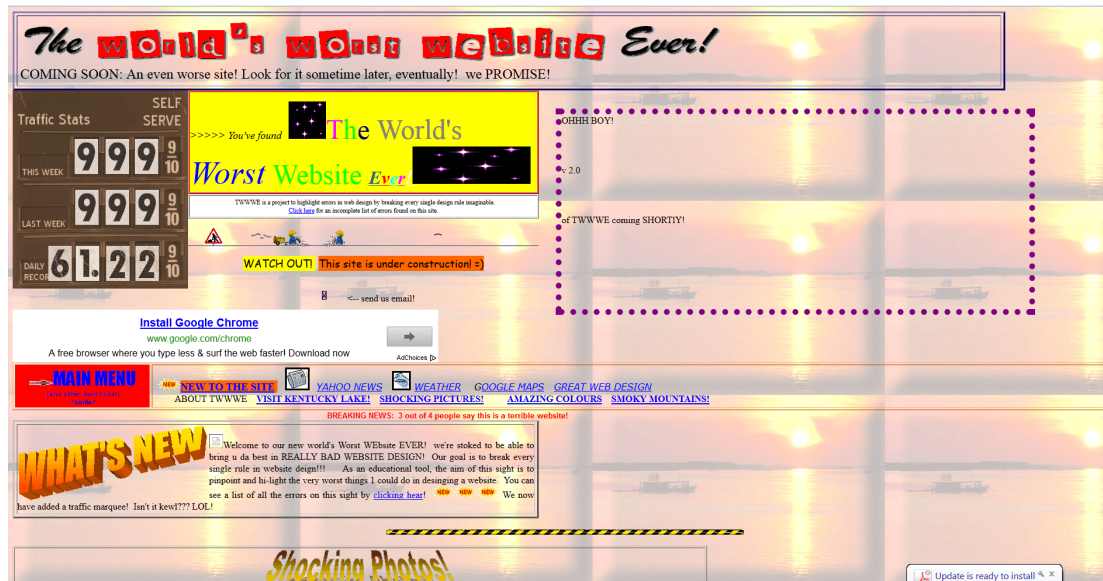 The world's worst website Ever!
COMING SOON: An even worse site! Look for it sometime later, eventually!  we PROMISE!
SELF
Traffic Stats SERVE
THIS WEEK 9 9 9 9/10
LAST WEEK 9 9 9 9/10
DAILY RECOR 6 1. 2 2 9/10
>>>>> You've found The World's
Worst Website Ever!
TWWWE is a project to highlight errors in web design by breaking every single design rule imaginable.
Click here for an incomplete list of errors found on this site.
WATCH OUT! This site is under construction! =)
<-- send us email!
OHHH BOY!
v 2.0
of TWWWE coming SHORTlY!
Install Google Chrome
www.google.com/chrome
A free browser where you type less & surf the web faster! Download now
AdChoices
MAIN MENU
(and other best links!)
*smile*
NEW NEW TO THE SITE YAHOO NEWS WEATHER GOOGLE MAPS GREAT WEB DESIGN
ABOUT TWWWE VISIT KENTUCKY LAKE! SHOCKING PICTURES! AMAZING COLOURS SMOKY MOUNTAINS!
BREAKING NEWS: 3 out of 4 people say this is a terrible website!
WHAT'S NEW
Welcome to our new world's Worst WEbsite EVER!  we're stoked to be able to
bring u da best in REALLY BAD WEBSITE DESIGN!  Our goal is to break every
single rule in website deign!!!  As an educational tool, the aim of this sight is to
pinpoint and hi-light the very worst things I could do in desinging a website.  You can
see a list of all the errors on this sight by clicking hear! NEW NEW NEW We now
have added a traffic marquee!  Isn't it kewl??? LOL!
Shocking Photos!
Update is ready to install